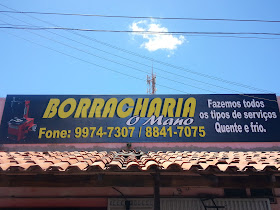 BORRACHARIA
O Mano
Fone: 9974-7307 / 8841-7075
Fazemos todos
os tipos de serviços
Quente e frio.